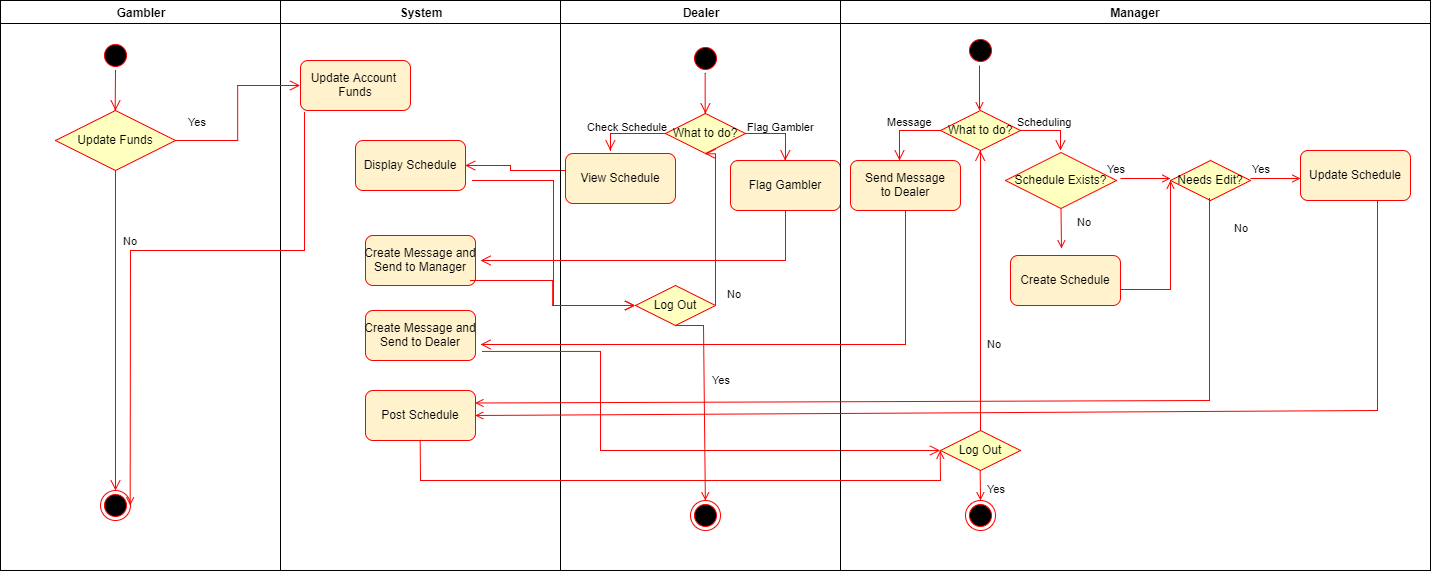 Gambler
System
Dealer
Manager
Update Funds
Yes
No
Update Account
Funds
Display Schedule
Create Message and
Send to Manager
Create Message and
Send to Dealer
Post Schedule
What to do?
Check Schedule
Flag Gambler
View Schedule
Flag Gambler
Log Out
No
Yes
What to do?
Message
Scheduling
Send Message
to Dealer
Schedule Exists?
Yes
No
Create Schedule
Needs Edit?
Yes
No
Update Schedule
No
Log Out
Yes